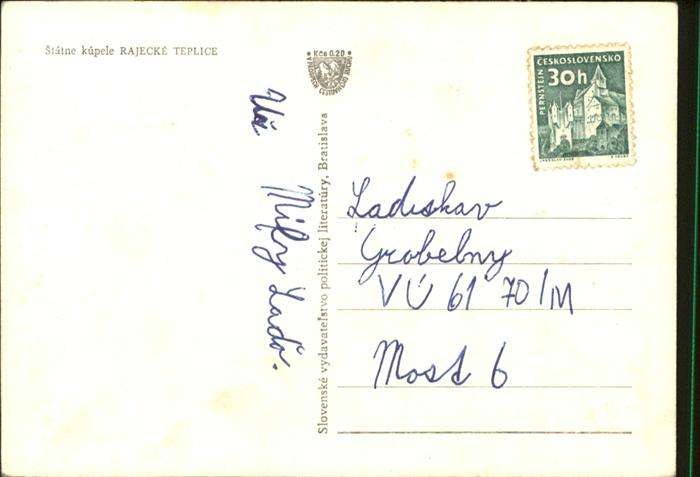 Štátne kúpele RAJECKÉ TEPLICE
Kčs 0.20
ČESKOSLOVENSKO
30h
PERNŠTEJN
Slovenské vydavateľstvo politickej literatúry, Bratislava
Milý Laďo.
Ladislav
Grobelny
VÚ 61 70/M
Most 6